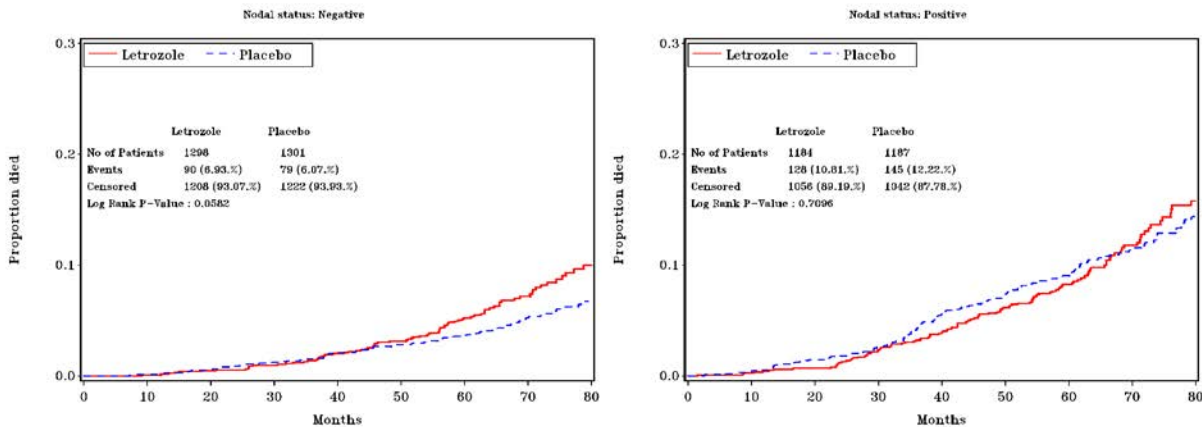 Nodal status: Negative
0.3
Letrozole Placebo
Letrozole Placebo
No of Patients 1298 1301
Events 90 (6.93.%) 79 (6.07.%)
Censored 1208 (93.07.%) 1222 (93.93.%)
Log Rank P-Value : 0.0582
0.2
0.1
0.0
Proportion died
0 10 20 30 40 50 60 70 80
Months
Nodal status: Positive
0.3
Letrozole Placebo
Letrozole Placebo
No of Patients 1184 1187
Events 128 (10.81.%) 145 (12.22.%)
Censored 1056 (89.19.%) 1042 (87.78.%)
Log Rank P-Value : 0.7096
0.2
0.1
0.0
Proportion died
0 10 20 30 40 50 60 70 80
Months